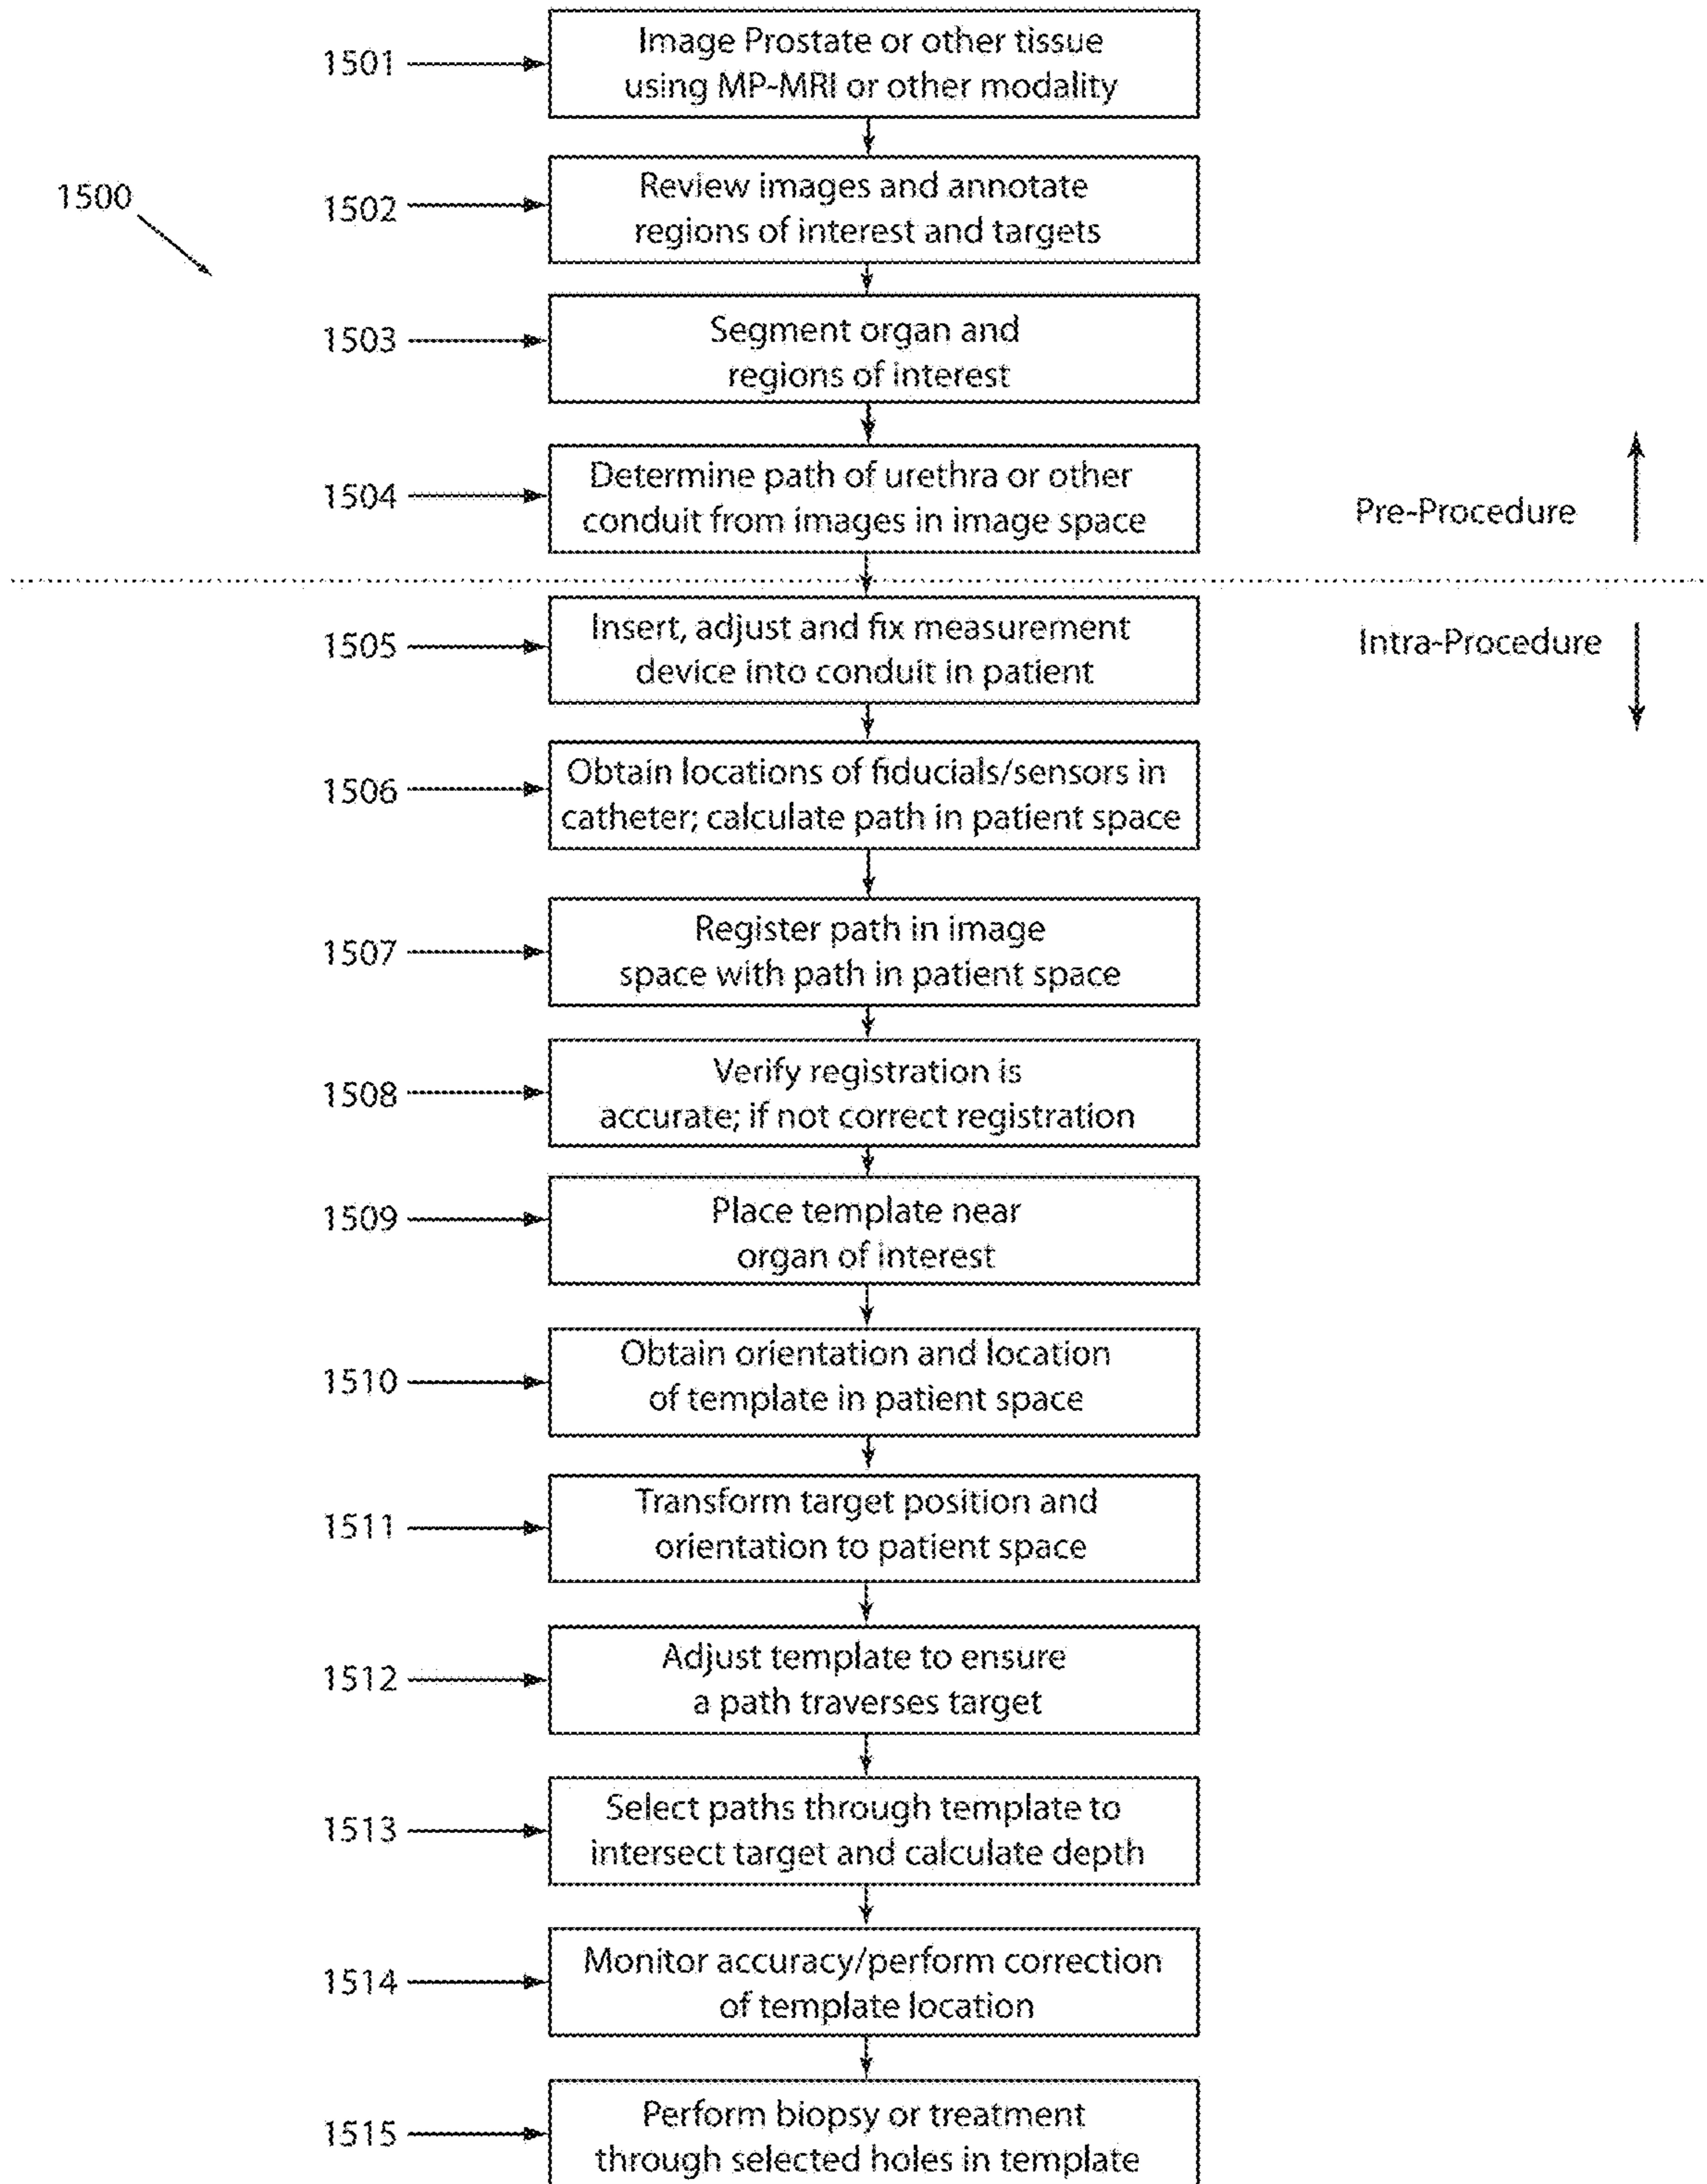 1500
1501
Image Prostate or other tissue
using MP-MRI or other modality
1502
Review images and annotate
regions of interest and targets
1503
Segment organ and
regions of interest
1504
Determine path of urethra or other
conduit from images in image space
Pre-Procedure
1505
Insert, adjust and fix measurement
device into conduit in patient
Intra-Procedure
1506
Obtain locations of fiducials/sensors in
catheter; calculate path in patient space
1507
Register path in image
space with path in patient space
1508
Verify registration is
accurate; if not correct registration
1509
Place template near
organ of interest
1510
Obtain orientation and location
of template in patient space
1511
Transform target position and
orientation to patient space
1512
Adjust template to ensure
a path traverses target
1513
Select paths through template to
intersect target and calculate depth
1514
Monitor accuracy/perform correction
of template location
1515
Perform biopsy or treatment
through selected holes in template